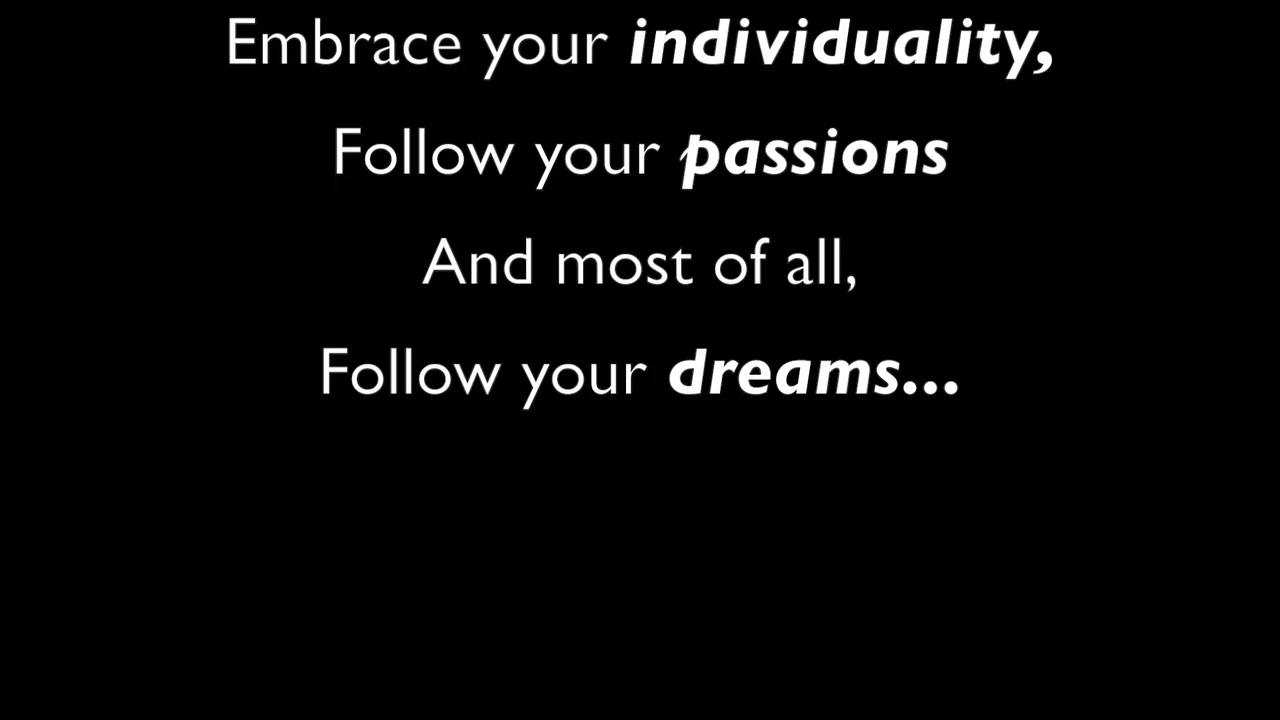 Embrace your individuality,
Follow your passions
And most of all,
Follow your dreams...